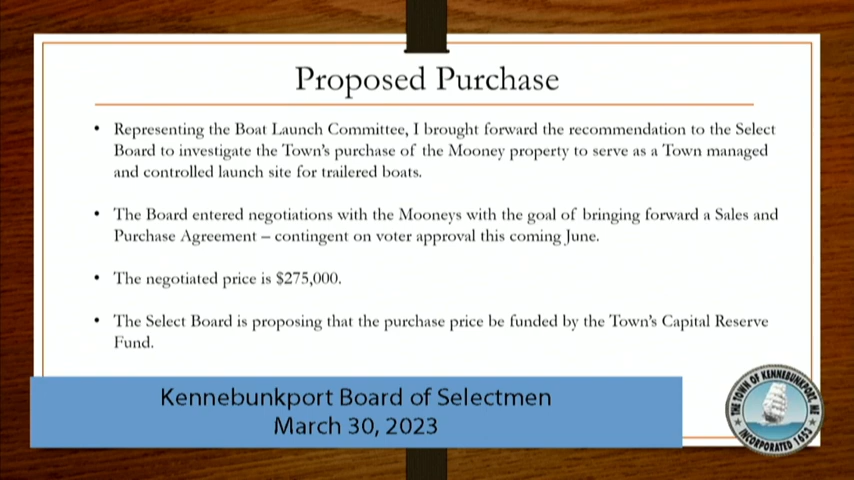 Proposed Purchase
• Representing the Boat Launch Committee, I brought forward the recommendation to the Select
Board to investigate the Town's purchase of the Mooney property to serve as a Town managed
and controlled launch site for trailered boats.
• The Board entered negotiations with the Mooneys with the goal of bringing forward a Sales and
Purchase Agreement – contingent on voter approval this coming June.
• The negotiated price is $275,000.
• The Select Board is proposing that the purchase price be funded by the Town's Capital Reserve
Fund.
Kennebunkport Board of Selectmen
March 30, 2023
THE TOWN OF KENNEBUNKPORT, ME
INCORPORATED 1653